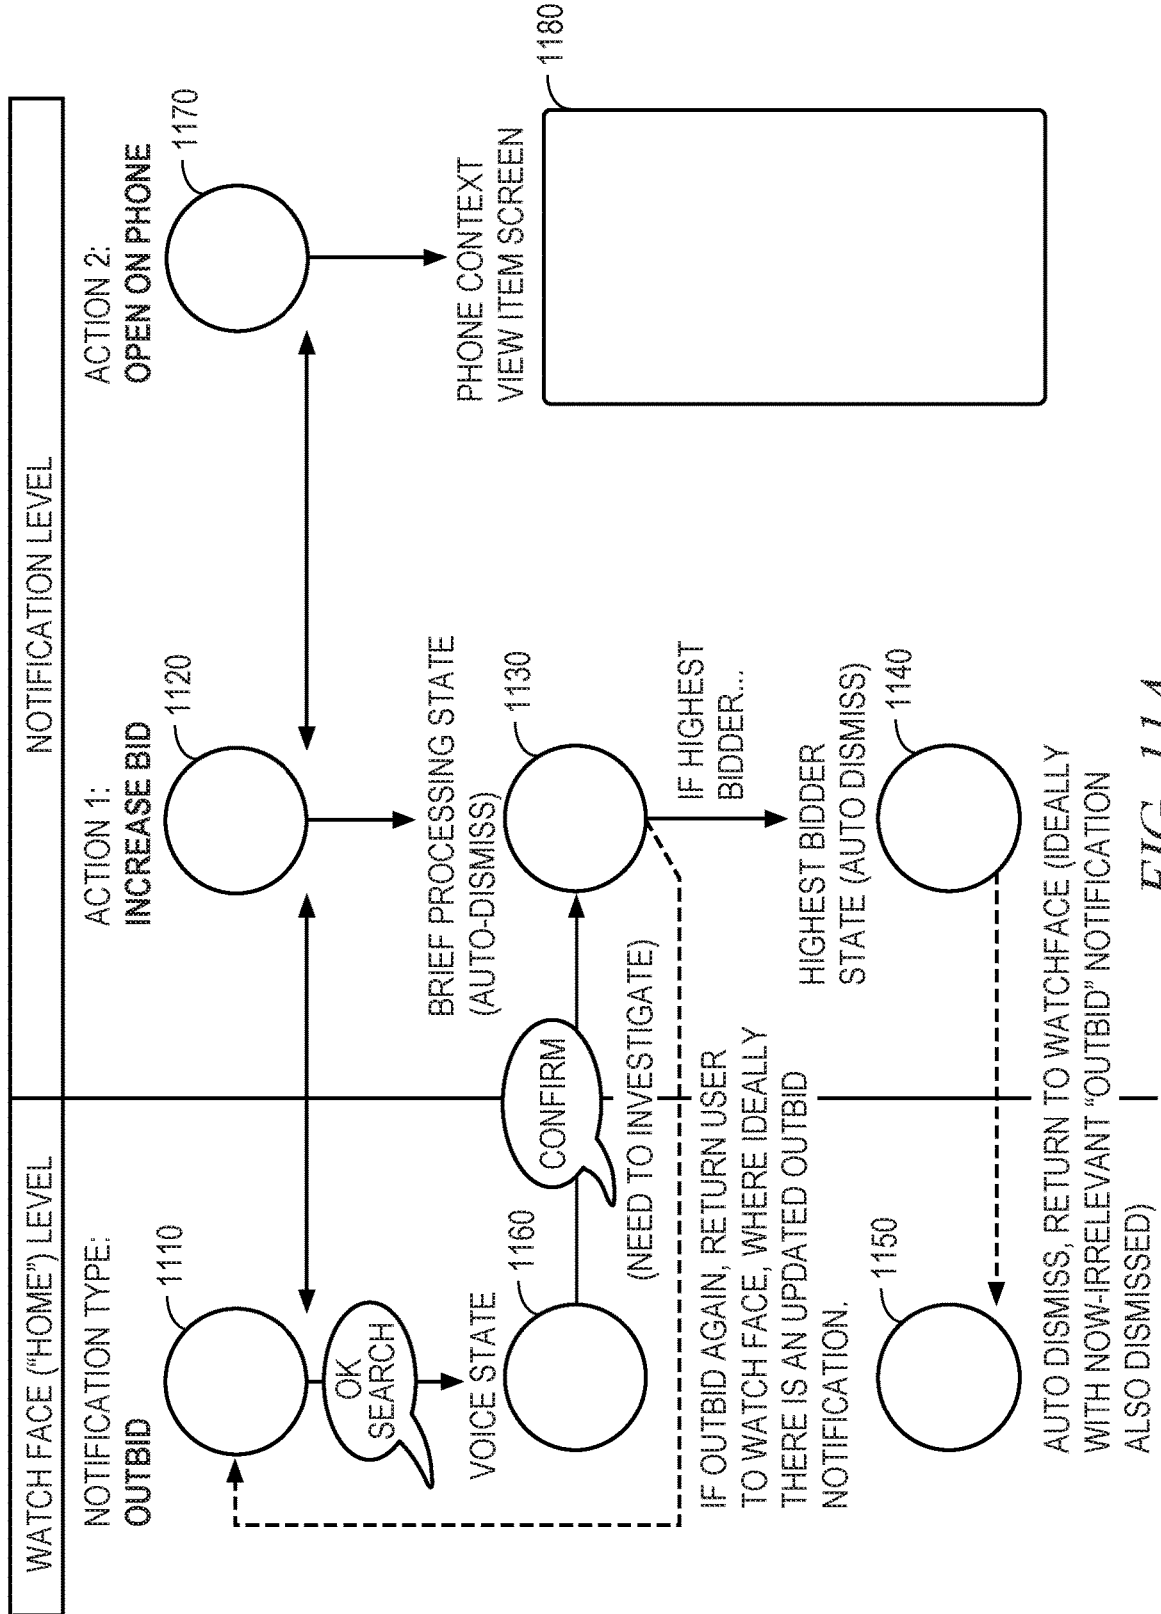 WATCH FACE ("HOME") LEVEL
NOTIFICATION LEVEL
NOTIFICATION TYPE:
OUTBID
1110
ACTION 1:
INCREASE BID
1120
ACTION 2:
OPEN ON PHONE
1170
OK
SEARCH
VOICE STATE
1160
CONFIRM
BRIEF PROCESSING STATE
(AUTO-DISMISS)
1130
PHONE CONTEXT
VIEW ITEM SCREEN
1180
(NEED TO INVESTIGATE)
IF OUTBID AGAIN, RETURN USER
TO WATCH FACE, WHERE IDEALLY
THERE IS AN UPDATED OUTBID
NOTIFICATION.
IF HIGHEST
BIDDER...
HIGHEST BIDDER
STATE (AUTO DISMISS)
1140
1150
AUTO DISMISS, RETURN TO WATCHFACE (IDEALLY
WITH NOW-IRRELEVANT “OUTBID” NOTIFICATION
ALSO DISMISSED)
FIG. 11A